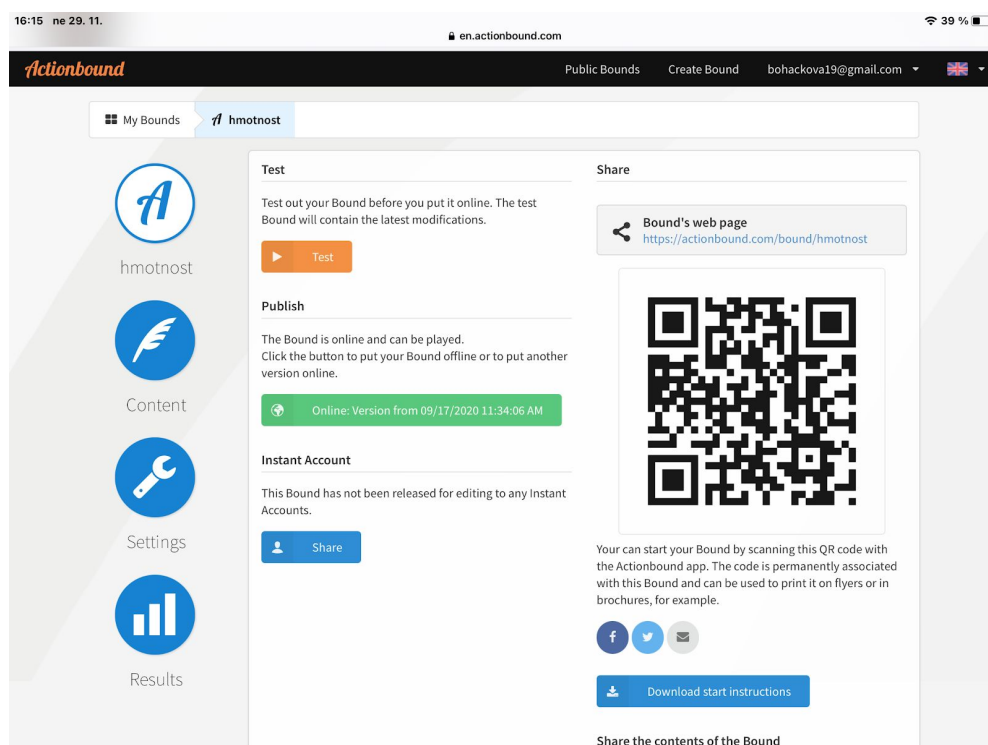 16:15 ne 29. 11.
39 %
en.actionbound.com
Actionbound
Public Bounds
Create Bound
bohackova19@gmail.com
My Bounds
hmotnost
hmotnost
Content
Settings
Results
Test
Test out your Bound before you put it online. The test
Bound will contain the latest modifications.
Test
Publish
The Bound is online and can be played.
Click the button to put your Bound offline or to put another
version online.
Online: Version from 09/17/2020 11:34:06 AM
Instant Account
This Bound has not been released for editing to any Instant
Accounts.
Share
Share
Bound's web page
https://actionbound.com/bound/hmotnost
Your can start your Bound by scanning this QR code with
the Actionbound app. The code is permanently associated
with this Bound and can be used to print it on flyers or in
brochures, for example.
Download start instructions
Share the contents of the Bound